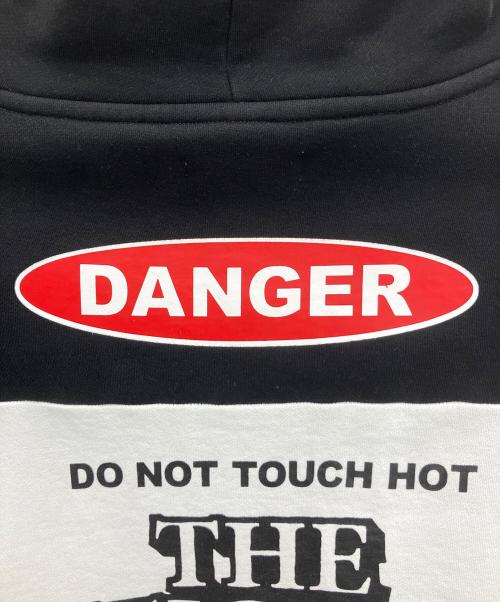 DANGER
DO NOT TOUCH HOT
THE